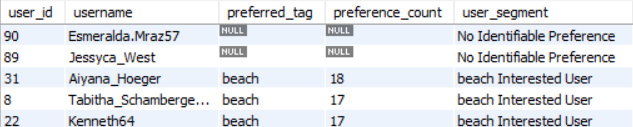 user_id username preferred_tag preference_count user_segment
90 Esmeralda.Mraz57 NULL NULL No Identifiable Preference
89 Jessyca_West NULL NULL No Identifiable Preference
31 Aiyana_Hoeger beach 18 beach Interested User
8 Tabitha_Schamberge... beach 17 beach Interested User
22 Kenneth64 beach 17 beach Interested User